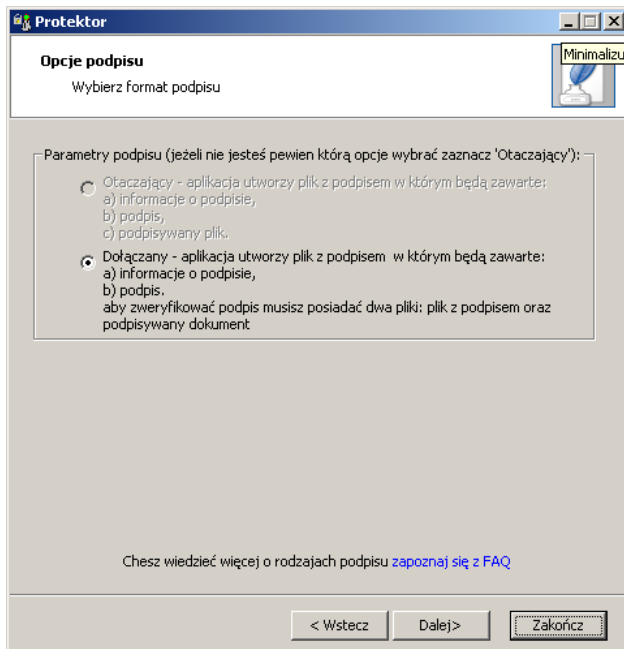 Protektor
Opcje podpisu
Minimalizu
Wybierz format podpisu
Parametry podpisu (jeżeli nie jesteś pewien którą opcje wybrać zaznacz 'Otaczający'):
Otaczający - aplikacja utworzy plik z podpisem w którym będą zawarte:
a) informacje o podpisie,
b) podpis,
c) podpisywany plik.
Dołączany - aplikacja utworzy plik z podpisem w którym będą zawarte:
a) informacje o podpisie,
b) podpis.
aby zweryfikować podpis musisz posiadać dwa pliki: plik z podpisem oraz
podpisywany dokument
Chesz wiedzieć więcej o rodzajach podpisu zapoznaj się z FAQ
< Wstecz
Dalej>
Zakończ